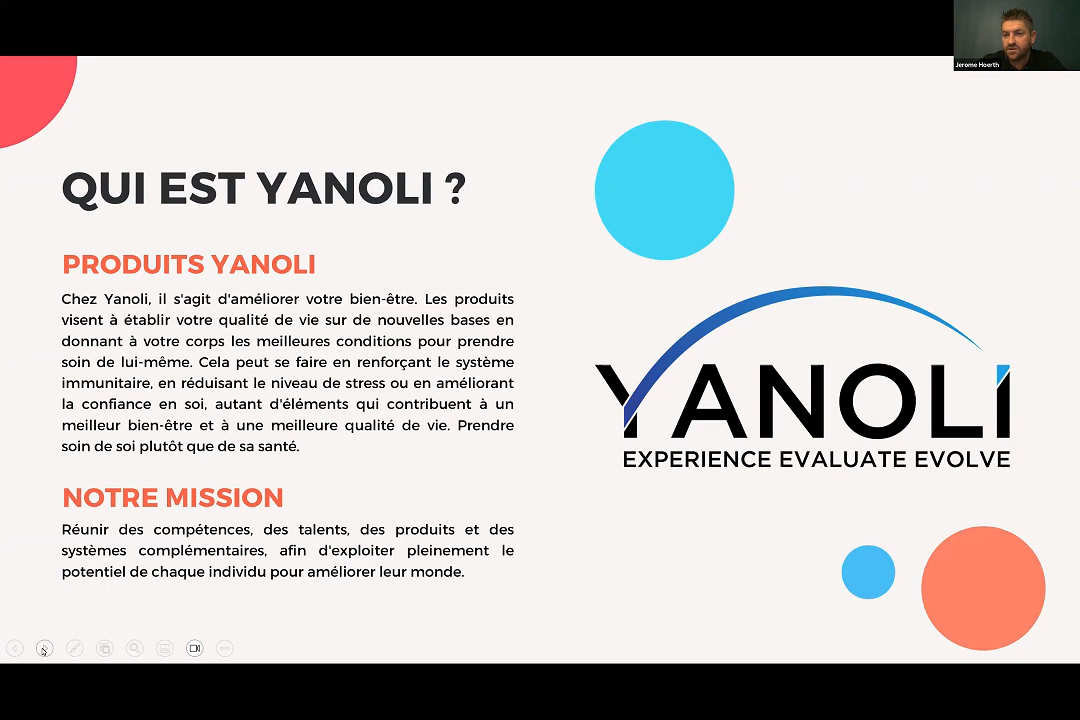 Jerome Hoerth
QUI EST YANOLI ?
PRODUITS YANOLI
Chez Yanoli, il s'agit d'améliorer votre bien-être. Les produits
visent à établir votre qualité de vie sur de nouvelles bases en
donnant à votre corps les meilleures conditions pour prendre
soin de lui-même. Cela peut se faire en renforçant le système
immunitaire, en réduisant le niveau de stress ou en améliorant
la confiance en soi, autant d'éléments qui contribuent à un
meilleur bien-être et à une meilleure qualité de vie. Prendre
soin de soi plutôt que de sa santé.
NOTRE MISSION
Réunir des compétences, des talents, des produits et des
systèmes complémentaires, afin d'exploiter pleinement le
potentiel de chaque individu pour améliorer leur monde.
YANOLI
EXPERIENCE EVALUATE EVOLVE